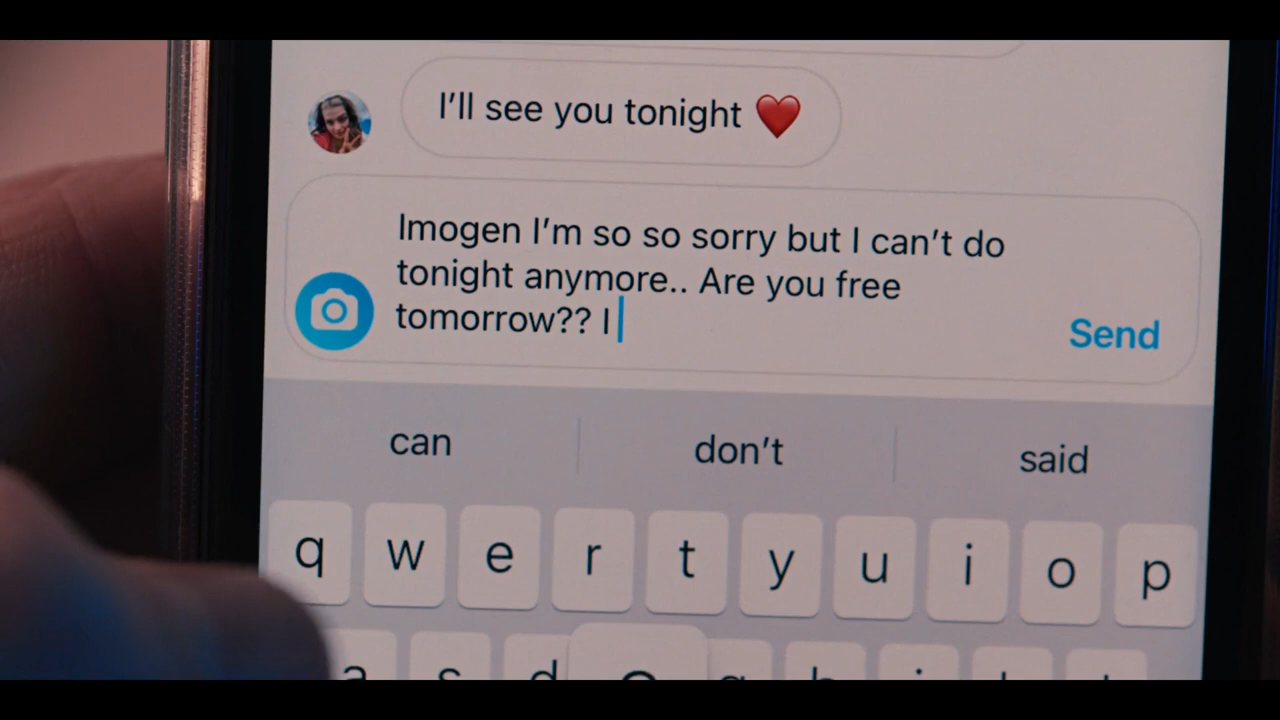 I'll see you tonight ❤️
Imogen I'm so so sorry but I can't do
tonight anymore.. Are you free
tomorrow?? I
Send
can don't said
q w e r t y u i o p
a s d